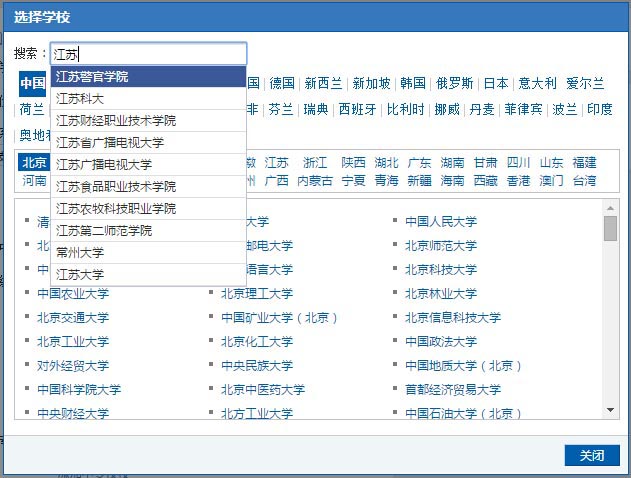 选择学校
搜索：江苏
江苏警官学院
江苏科大
江苏财经职业技术学院
江苏省广播电视大学
江苏广播电视大学
江苏食品职业技术学院
江苏农牧科技职业学院
江苏第二师范学院
常州大学
江苏大学
中国 国 德国 新西兰 新加坡 韩国 俄罗斯 日本 意大利 爱尔兰
荷兰 非 芬兰 瑞典 西班牙 比利时 挪威 丹麦 菲律宾 波兰 印度
奥地利
北京 江苏 浙江 陕西 湖北 广东 湖南 甘肃 四川 山东 福建
河南 州 广西 内蒙古 宁夏 青海 新疆 海南 西藏 香港 澳门 台湾
清 大学 中国人民大学
北 邮电大学 北京师范大学
中 语言大学 北京科技大学
中国农业大学 北京理工大学 北京林业大学
北京交通大学 中国矿业大学（北京） 北京信息科技大学
北京工业大学 北京化工大学 中国政法大学
对外经贸大学 中央民族大学 中国地质大学（北京）
中国科学院大学 北京中医药大学 首都经济贸易大学
中央财经大学 北方工业大学 中国石油大学（北京）
关闭